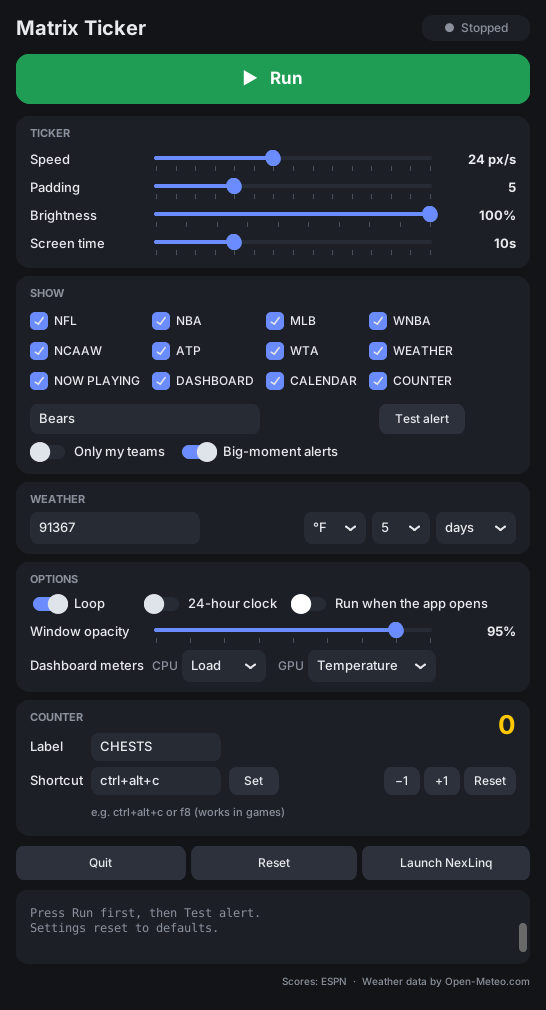 Matrix Ticker
Stopped
Run
TICKER
Speed 24 px/s
Padding 5
Brightness 100%
Screen time 10s
SHOW
NFL NBA MLB WNBA
NCAAW ATP WTA WEATHER
NOW PLAYING DASHBOARD CALENDAR COUNTER
Bears Test alert
Only my teams Big-moment alerts
WEATHER
91367 °F 5 days
OPTIONS
Loop 24-hour clock Run when the app opens
Window opacity 95%
Dashboard meters CPU Load GPU Temperature
COUNTER 0
Label CHESTS
Shortcut ctrl+alt+c Set −1 +1 Reset
e.g. ctrl+alt+c or f8 (works in games)
Quit Reset Launch NexLinq
Press Run first, then Test alert.
Settings reset to defaults.
Scores: ESPN · Weather data by Open-Meteo.com